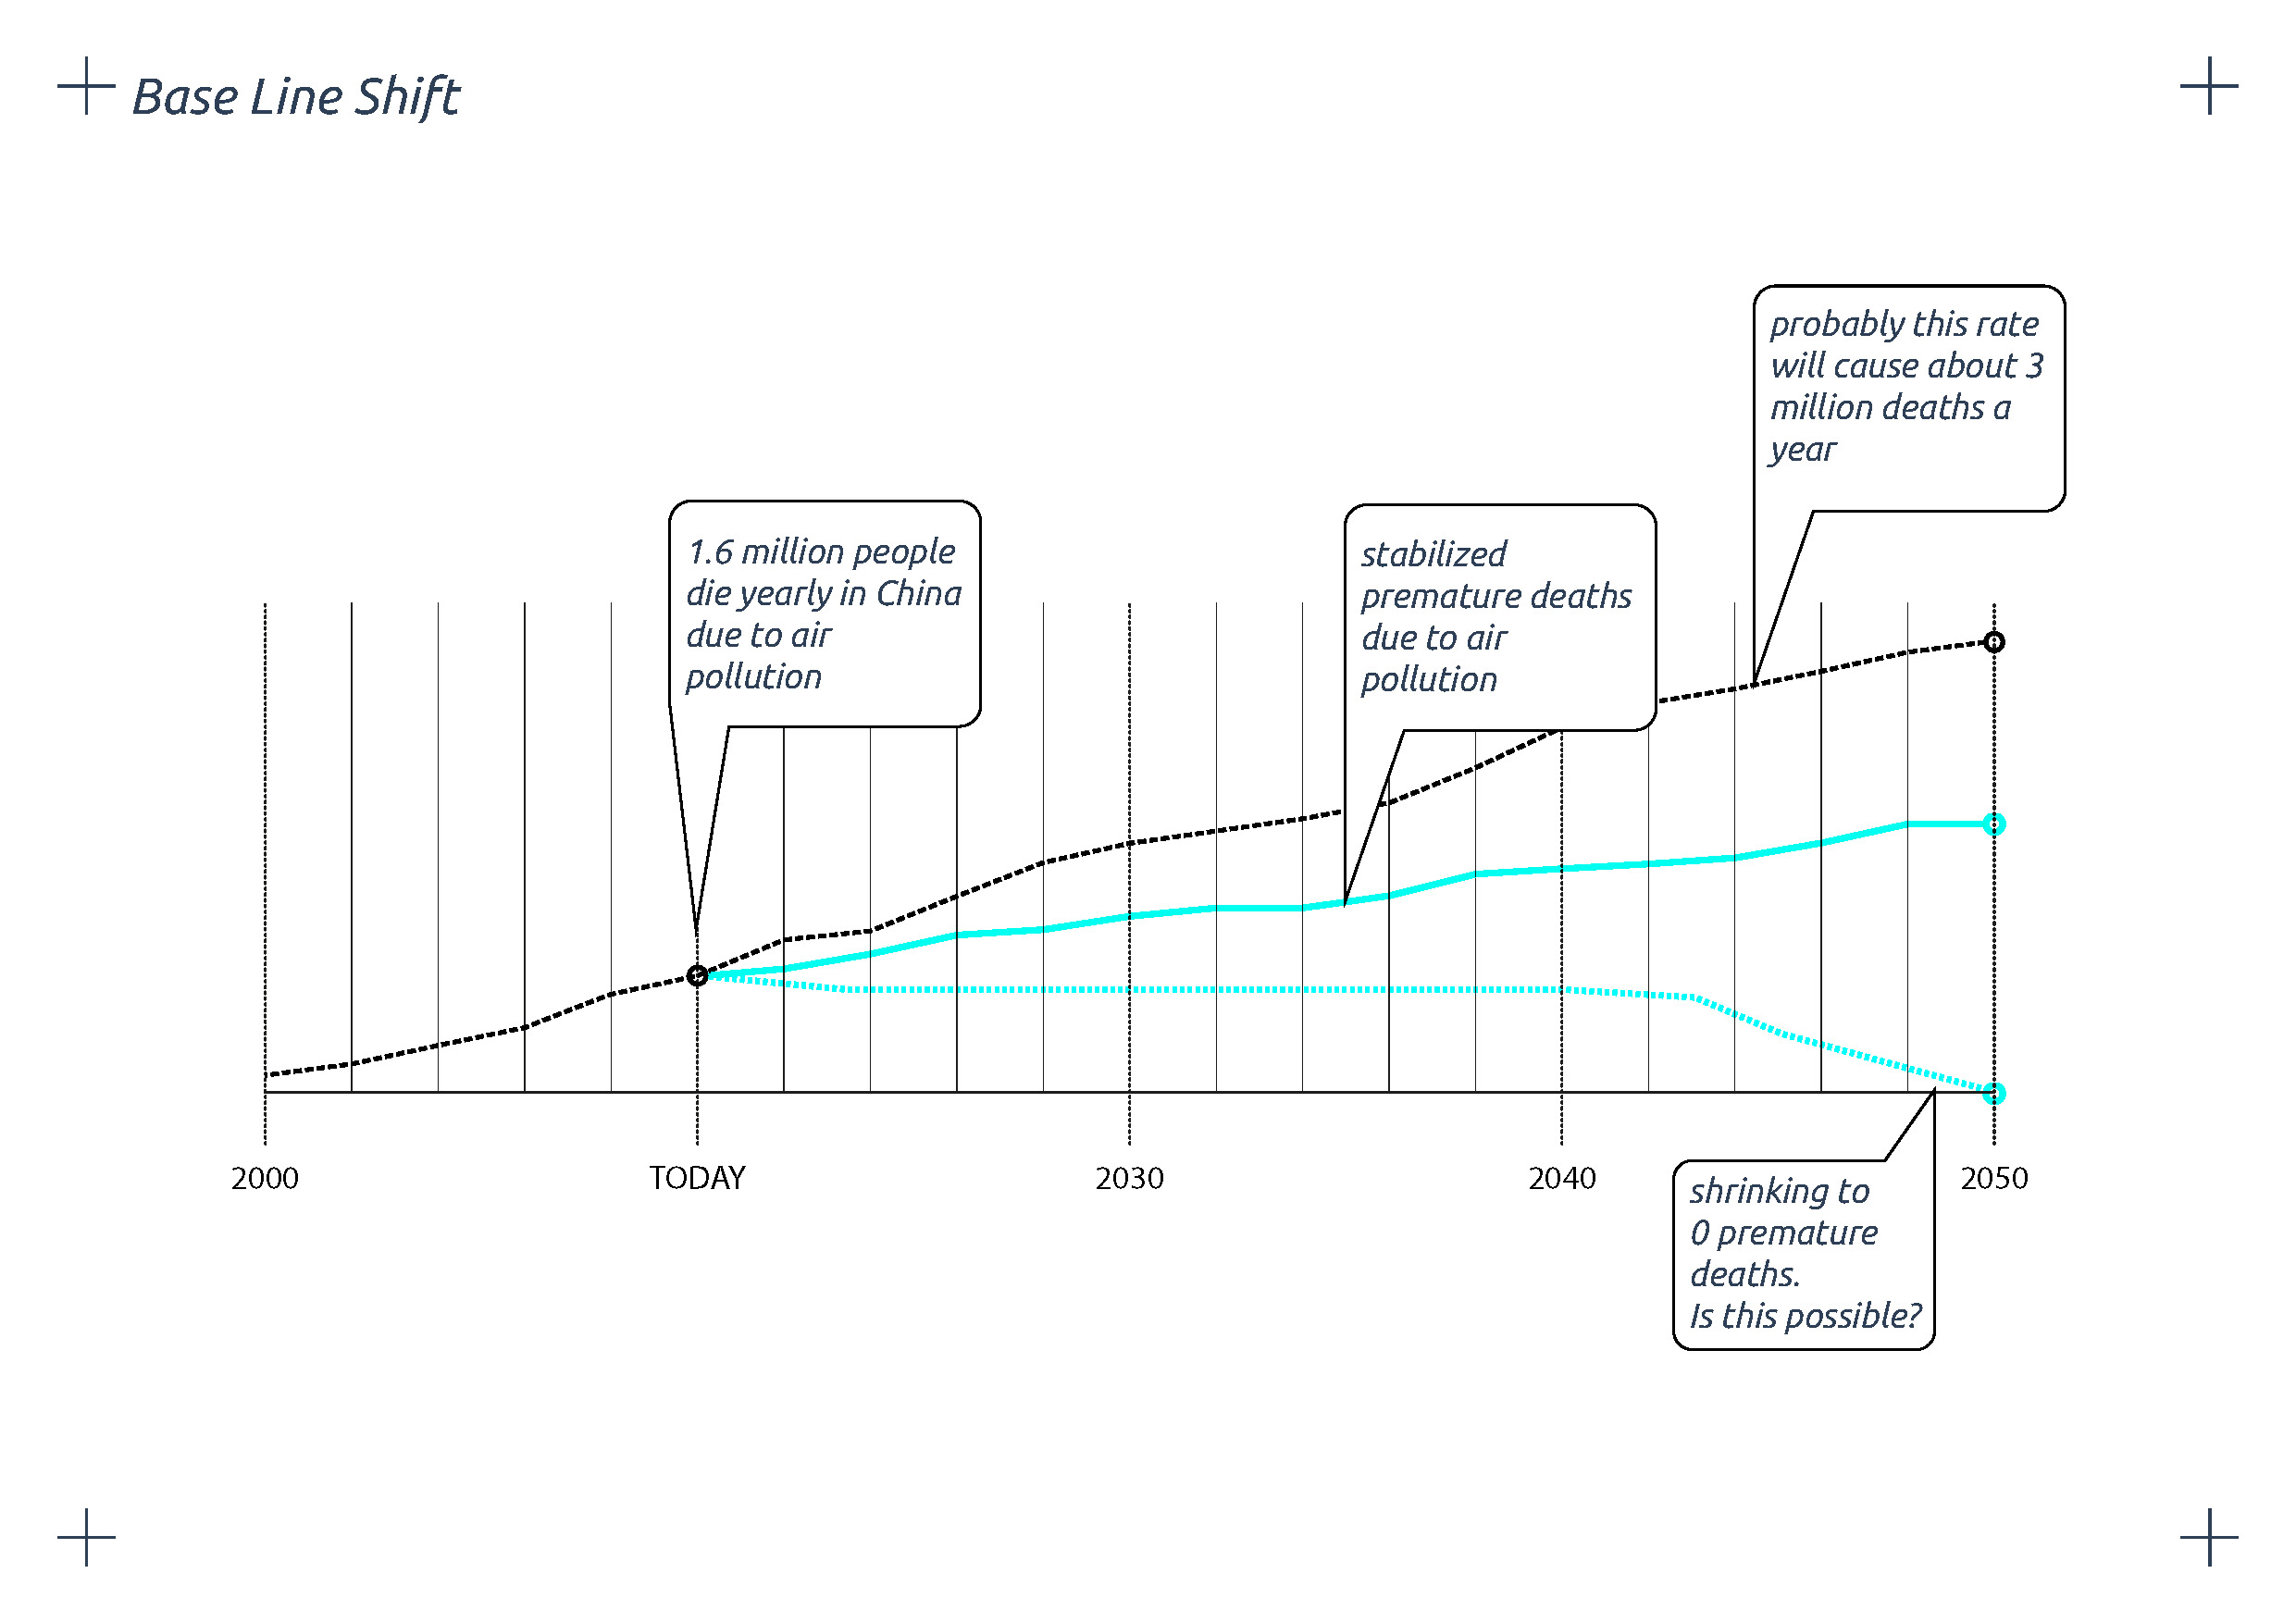 Base Line Shift
probably this rate
will cause about 3
million deaths a
year
1.6 million people
die yearly in China
due to air
pollution
stabilized
premature deaths
due to air
pollution
2000
TODAY
2030
2040
2050
shrinking to
0 premature
deaths.
Is this possible?